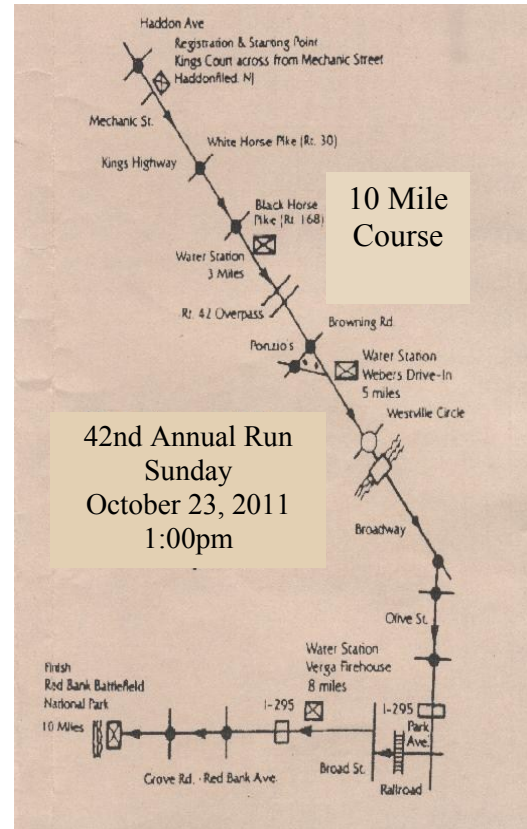 Haddon Ave
Registration & Starting Point
Kings Court across from Mechanic Street
Haddonfiled, NJ
Mechanic St.
White Horse Pike (Rt. 30)
Kings Highway
Black Horse
Pike (Rt. 168)
10 Mile
Course
Water Station
3 Miles
Rt. 42 Overpass
Browning Rd.
Ponzio's
Water Station
Webers Drive-In
5 miles
Westville Circle
42nd Annual Run
Sunday
October 23, 2011
1:00pm
Broadway
Olive St.
Water Station
Verga Firehouse
8 miles
Finish
Red Bank Battlefield
National Park
10 Miles
I-295
I-295
Park
Ave.
Broad St.
Grove Rd. - Red Bank Ave.
Railroad